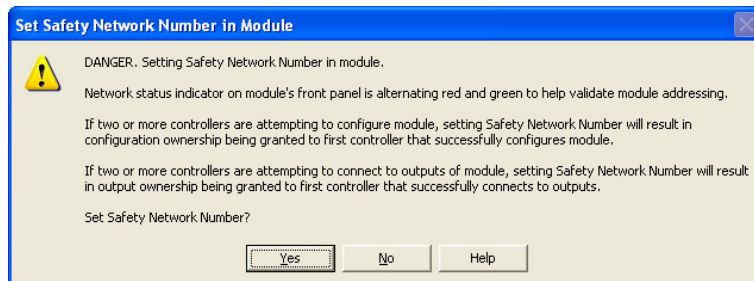 Set Safety Network Number in Module
DANGER. Setting Safety Network Number in module.
Network status indicator on module's front panel is alternating red and green to help validate module addressing.
If two or more controllers are attempting to configure module, setting Safety Network Number will result in
configuration ownership being granted to first controller that successfully configures module.
If two or more controllers are attempting to connect to outputs of module, setting Safety Network Number will result
in output ownership being granted to first controller that successfully connects to outputs.
Set Safety Network Number?
Yes No Help